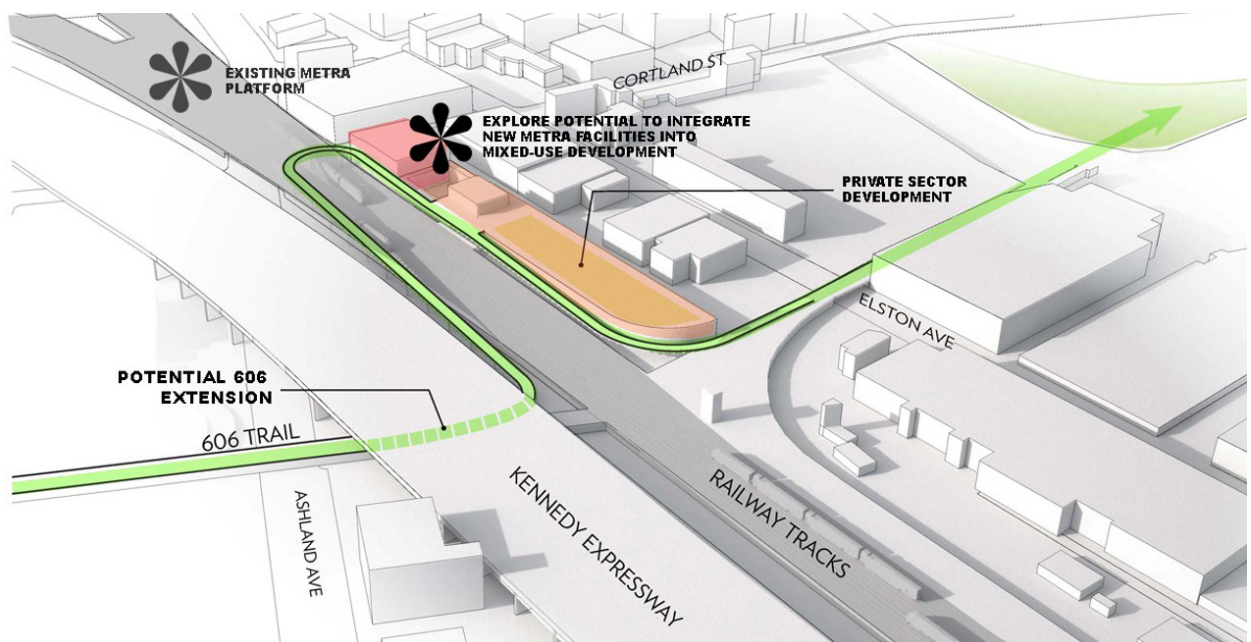 CORTLAND ST
EXISTING METRA
PLATFORM
EXPLORE POTENTIAL TO INTEGRATE
NEW METRA FACILITIES INTO
MIXED-USE DEVELOPMENT
PRIVATE SECTOR
DEVELOPMENT
ELSTON AVE
POTENTIAL 606
EXTENSION
606 TRAIL
ASHLAND AVE
KENNEDY EXPRESSWAY
RAILWAY TRACKS